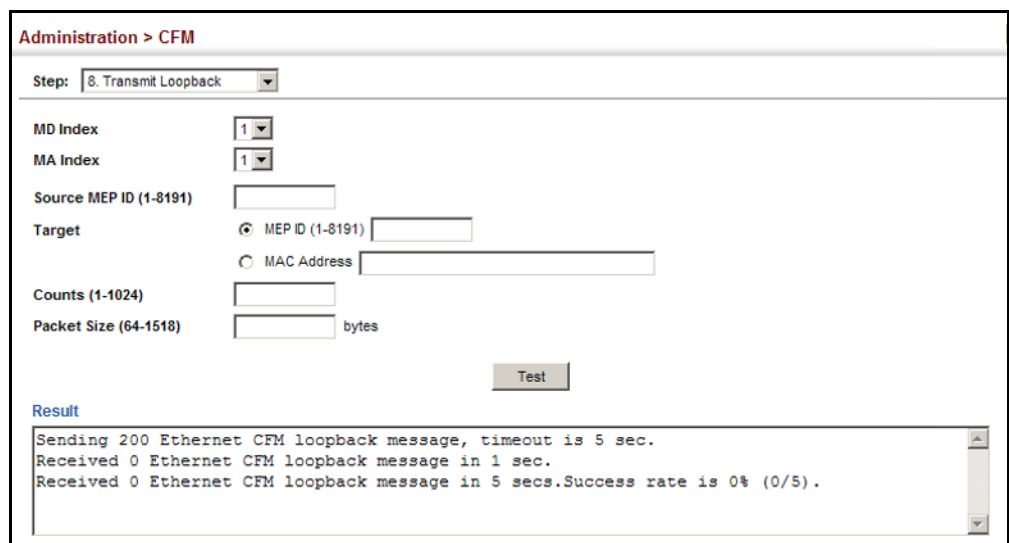 Administration > CFM
Step: 8. Transmit Loopback
MD Index 1
MA Index 1
Source MEP ID (1-8191)
Target MEP ID (1-8191)
MAC Address
Counts (1-1024)
Packet Size (64-1518) bytes
Test
Result
Sending 200 Ethernet CFM loopback message, timeout is 5 sec.
Received 0 Ethernet CFM loopback message in 1 sec.
Received 0 Ethernet CFM loopback message in 5 secs.Success rate is 0% (0/5).